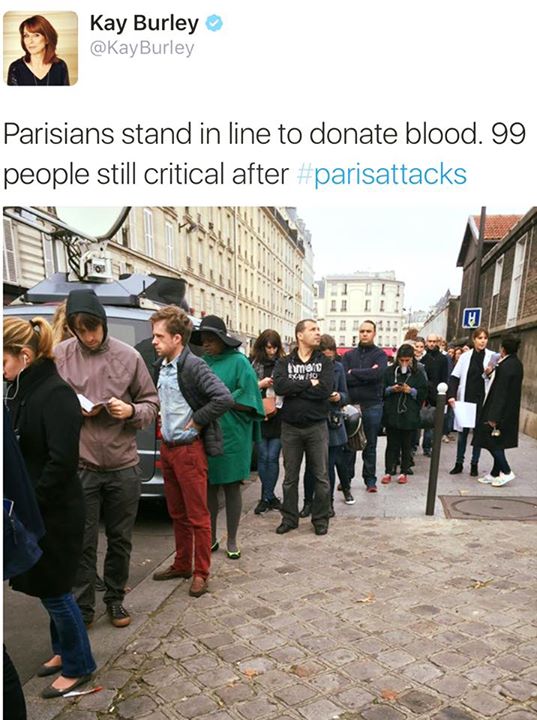 Kay Burley
@KayBurley
Parisians stand in line to donate blood. 99
people still critical after #parisattacks
H